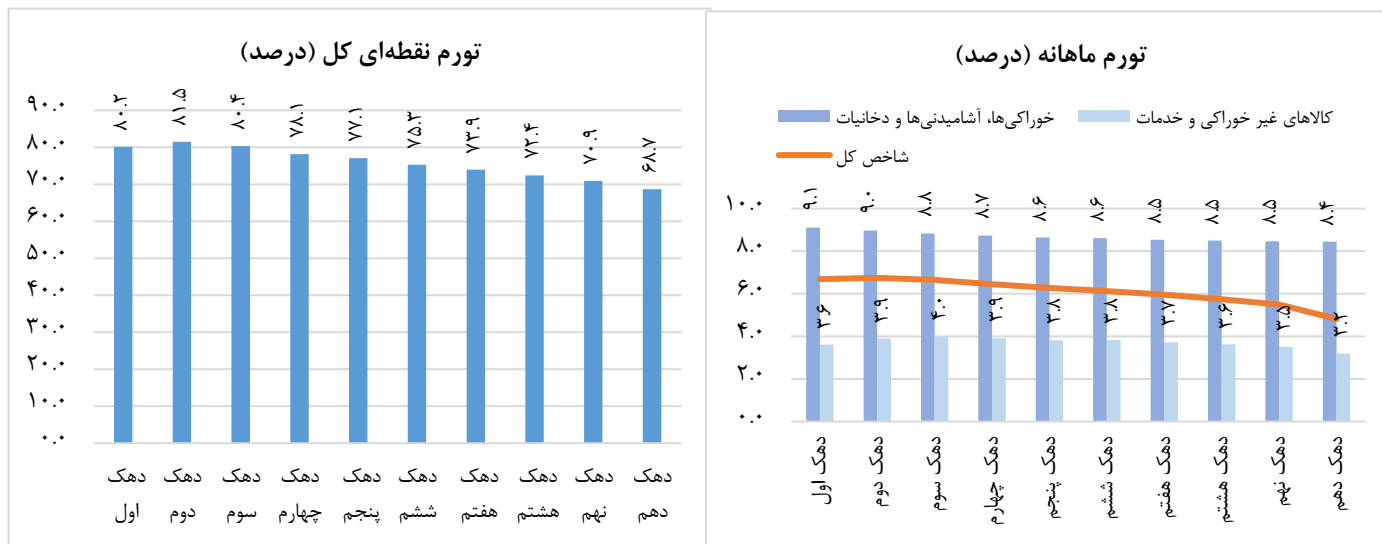 تورم نقطه‌ای کل (درصد)
۹۰.۰
۸۰.۰
۷۰.۰
۶۰.۰
۵۰.۰
۴۰.۰
۳۰.۰
۲۰.۰
۱۰.۰
۰.۰
۸۰.۲
۸۱.۵
۸۰.۴
۷۸.۱
۷۷.۱
۷۵.۳
۷۳.۹
۷۲.۴
۷۰.۹
۶۸.۷
دهک اول
دهک دوم
دهک سوم
دهک چهارم
دهک پنجم
دهک ششم
دهک هفتم
دهک هشتم
دهک نهم
دهک دهم
تورم ماهانه (درصد)
خوراکی‌ها، آشامیدنی‌ها و دخانیات
کالاهای غیر خوراکی و خدمات
شاخص کل
۱۰.۰
۸.۰
۶.۰
۴.۰
۲.۰
۰.۰
۹.۱
۹.۰
۸.۸
۸.۷
۸.۶
۸.۶
۸.۵
۸.۵
۸.۵
۸.۴
۳.۶
۳.۹
۴.۰
۳.۹
۳.۸
۳.۸
۳.۷
۳.۶
۳.۵
۳.۲
دهک اول
دهک دوم
دهک سوم
دهک چهارم
دهک پنجم
دهک ششم
دهک هفتم
دهک هشتم
دهک نهم
دهک دهم